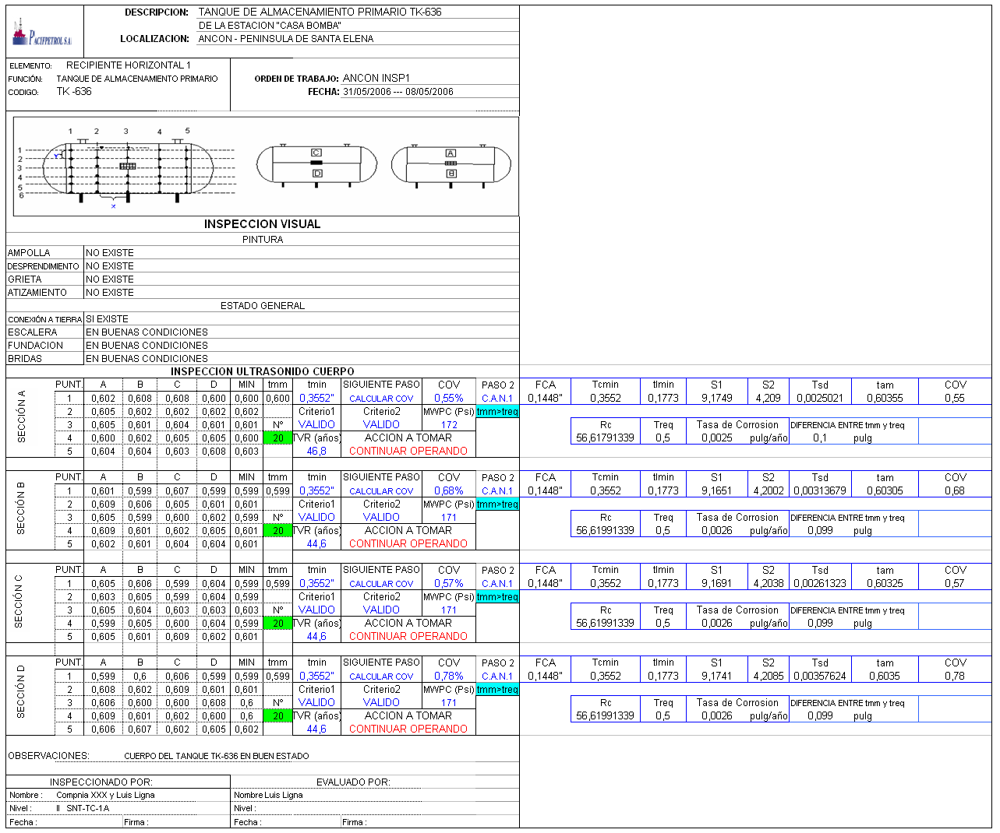 PACIFPETROL S.A.
DESCRIPCION: TANQUE DE ALMACENAMIENTO PRIMARIO TK-636
DE LA ESTACION "CASA BOMBA"
LOCALIZACION: ANCON - PENINSULA DE SANTA ELENA
ELEMENTO: RECIPIENTE HORIZONTAL 1
FUNCIÓN: TANQUE DE ALMACENAMIENTO PRIMARIO
CODIGO: TK -636
ORDEN DE TRABAJO: ANCON INSP1
FECHA: 31/05/2006 --- 08/05/2006
1 2 3 4 5
1
2
3
4
5
6
Y
X
C
D
A
B
INSPECCION VISUAL
PINTURA
AMPOLLA NO EXISTE
DESPRENDIMIENTO NO EXISTE
GRIETA NO EXISTE
ATIZAMIENTO NO EXISTE
ESTADO GENERAL
CONEXIÓN A TIERRA SI EXISTE
ESCALERA EN BUENAS CONDICIONES
FUNDACION EN BUENAS CONDICIONES
BRIDAS EN BUENAS CONDICIONES
INSPECCION ULTRASONIDO CUERPO
SECCIÓN A
PUNT. A B C D MIN tmm tmin SIGUIENTE PASO COV PASO 2 FCA Tcmin tlmin S1 S2 Tsd tam COV
1 0,602 0,608 0,608 0,600 0,600 0,600 0,3552" CALCULAR COV 0,55% C.A.N.1 0,1448" 0,3552 0,1773 9,1749 4,209 0,0025021 0,60355 0,55
2 0,605 0,602 0,602 0,602 0,602 Criterio1 Criterio2 MWPC (Psi) tmm>treq
3 0,605 0,601 0,604 0,601 0,601 Nº VALIDO VALIDO 172 Rc Treq Tasa de Corrosion DIFERENCIA ENTRE tmm y treq
4 0,600 0,602 0,605 0,605 0,600 20 TVR (años) ACCION A TOMAR 56,61791339 0,5 0,0025 pulg/año 0,1 pulg
5 0,604 0,604 0,603 0,608 0,603 46,8 CONTINUAR OPERANDO
SECCIÓN B
PUNT. A B C D MIN tmm tmin SIGUIENTE PASO COV PASO 2 FCA Tcmin tlmin S1 S2 Tsd tam COV
1 0,601 0,599 0,607 0,599 0,599 0,599 0,3552" CALCULAR COV 0,68% C.A.N.1 0,1448" 0,3552 0,1773 9,1651 4,2002 0,00313679 0,60305 0,68
2 0,609 0,606 0,605 0,601 0,601 Criterio1 Criterio2 MWPC (Psi) tmm>treq
3 0,605 0,599 0,600 0,602 0,599 Nº VALIDO VALIDO 171 Rc Treq Tasa de Corrosion DIFERENCIA ENTRE tmm y treq
4 0,609 0,601 0,602 0,605 0,601 20 TVR (años) ACCION A TOMAR 56,61991339 0,5 0,0026 pulg/año 0,099 pulg
5 0,602 0,601 0,604 0,604 0,601 44,6 CONTINUAR OPERANDO
SECCIÓN C
PUNT. A B C D MIN tmm tmin SIGUIENTE PASO COV PASO 2 FCA Tcmin tlmin S1 S2 Tsd tam COV
1 0,605 0,606 0,599 0,604 0,599 0,599 0,3552" CALCULAR COV 0,57% C.A.N.1 0,1448" 0,3552 0,1773 9,1691 4,2038 0,00261323 0,60325 0,57
2 0,603 0,605 0,599 0,604 0,599 Criterio1 Criterio2 MWPC (Psi) tmm>treq
3 0,605 0,604 0,603 0,603 0,603 Nº VALIDO VALIDO 171 Rc Treq Tasa de Corrosion DIFERENCIA ENTRE tmm y treq
4 0,599 0,605 0,600 0,604 0,599 20 TVR (años) ACCION A TOMAR 56,61991339 0,5 0,0026 pulg/año 0,099 pulg
5 0,605 0,601 0,609 0,602 0,601 44,6 CONTINUAR OPERANDO
SECCIÓN D
PUNT. A B C D MIN tmm tmin SIGUIENTE PASO COV PASO 2 FCA Tcmin tlmin S1 S2 Tsd tam COV
1 0,599 0,6 0,606 0,599 0,599 0,599 0,3552" CALCULAR COV 0,78% C.A.N.1 0,1448" 0,3552 0,1773 9,1741 4,2085 0,00357624 0,6035 0,78
2 0,608 0,602 0,609 0,601 0,601 Criterio1 Criterio2 MWPC (Psi) tmm>treq
3 0,606 0,600 0,600 0,608 0,6 Nº VALIDO VALIDO 171 Rc Treq Tasa de Corrosion DIFERENCIA ENTRE tmm y treq
4 0,609 0,601 0,602 0,600 0,6 20 TVR (años) ACCION A TOMAR 56,61991339 0,5 0,0026 pulg/año 0,099 pulg
5 0,606 0,607 0,602 0,605 0,602 44,6 CONTINUAR OPERANDO
OBSERVACIONES: CUERPO DEL TANQUE TK-636 EN BUEN ESTADO
INSPECCIONADO POR: EVALUADO POR:
Nombre : Compnia XXX y Luis Ligna Nombre Luis Ligna
Nivel : II SNT-TC-1A Nivel :
Fecha : Firma : Fecha : Firma :